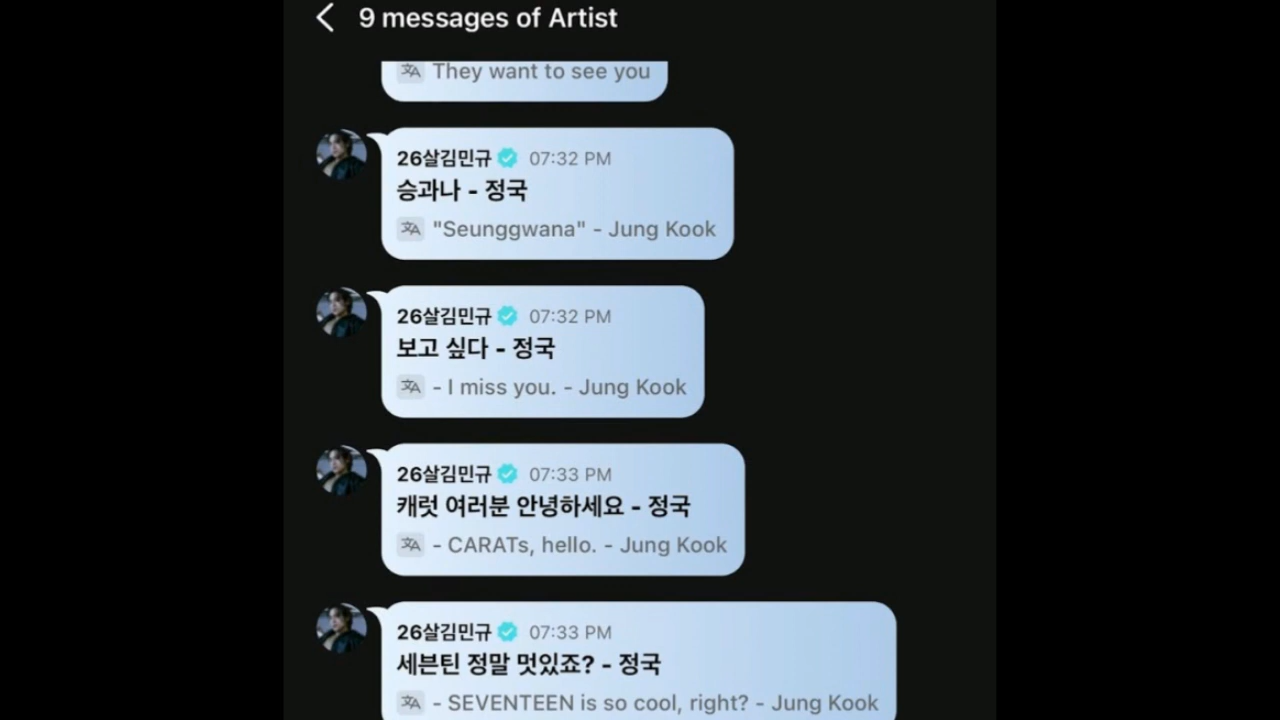 9 messages of Artist
They want to see you
26살김민규 07:32 PM
승과나 - 정국
"Seunggwana" - Jung Kook
26살김민규 07:32 PM
보고 싶다 - 정국
- I miss you. - Jung Kook
26살김민규 07:33 PM
캐럿 여러분 안녕하세요 - 정국
- CARATs, hello. - Jung Kook
26살김민규 07:33 PM
세븐틴 정말 멋있죠? - 정국
- SEVENTEEN is so cool, right? - Jung Kook